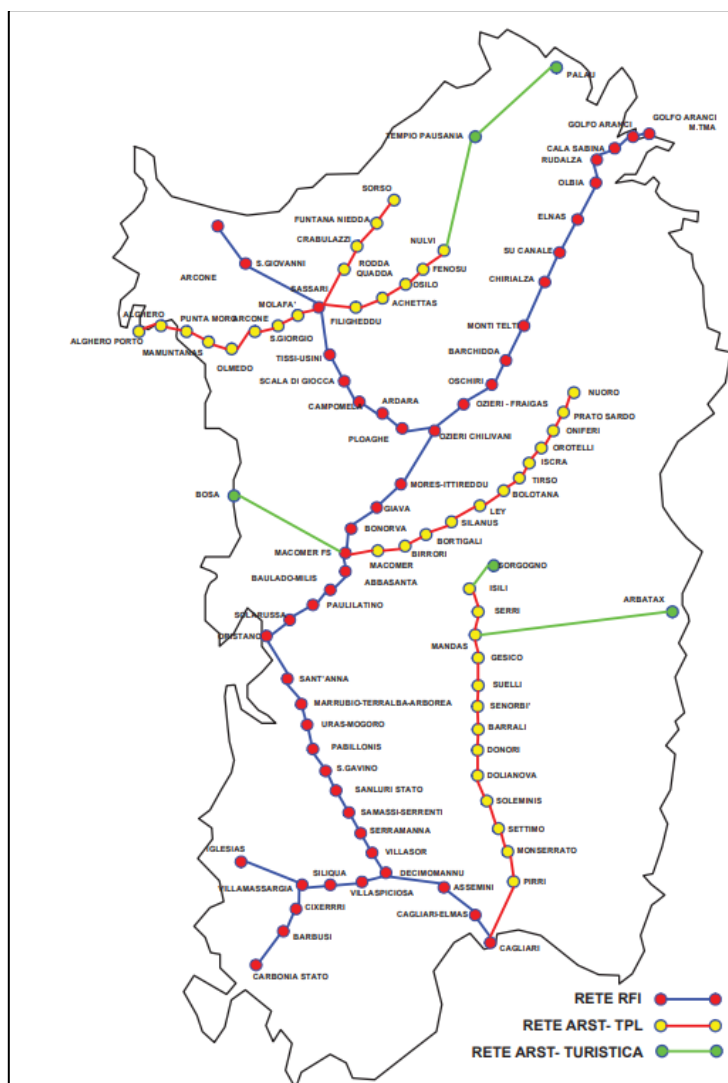 PALAU
GOLFO ARANCI
M.TMA
GOLFO ARANCI
TEMPIO PAUSANIA
CALA SABINA
RUDALZA
OLBIA
SORSO
ELNAS
FUNTANA NIEDDA
CRABULAZZI
NULVI
SU CANALE
S.GIOVANNI
RODDA
QUADDA
FENOSU
ARCONE
OSILO
CHIRIALZA
SASSARI
ACHETTAS
MOLAFA'
FILIGHEDDU
ALGHERO
PUNTA MORO
ARCONE
S.GIORGIO
MONTI TELTI
ALGHERO PORTO
MAMUNTANAS
OLMEDO
TISSI-USINI
BARCHIDDA
SCALA DI GIOCCA
OSCHIRI
CAMPOMELA
ARDARA
OZIERI - FRAIGAS
NUORO
PLOAGHE
OZIERI CHILIVANI
PRATO SARDO
ONIFERI
OROTELLI
ISCRA
TIRSO
MORES-ITTIREDDU
BOLOTANA
BOSA
GIAVA
LEY
SILANUS
BONORVA
BORTIGALI
BIRRORI
MACOMER FS
MACOMER
ABBASANTA
BAULADO-MILIS
SORGOGNO
ISILI
PAULILATINO
SOLARUSSA
SERRI
ARBATAX
ORISTANO
MANDAS
GESICO
SANT'ANNA
SUELLI
MARRUBIO-TERRALBA-ARBOREA
SENORBI'
URAS-MOGORO
BARRALI
PABILLONIS
DONORI
S.GAVINO
DOLIANOVA
SANLURI STATO
SOLEMINIS
SAMASSI-SERRENTI
SETTIMO
SERRAMANNA
MONSERRATO
VILLASOR
IGLESIAS
SILIQUA
DECIMOMANNU
PIRRI
VILLAMASSARGIA
VILLASPICIOSA
ASSEMINI
CIXERRRI
CAGLIARI-ELMAS
BARBUSI
CAGLIARI
CARBONIA STATO
RETE RFI
RETE ARST- TPL
RETE ARST- TURISTICA